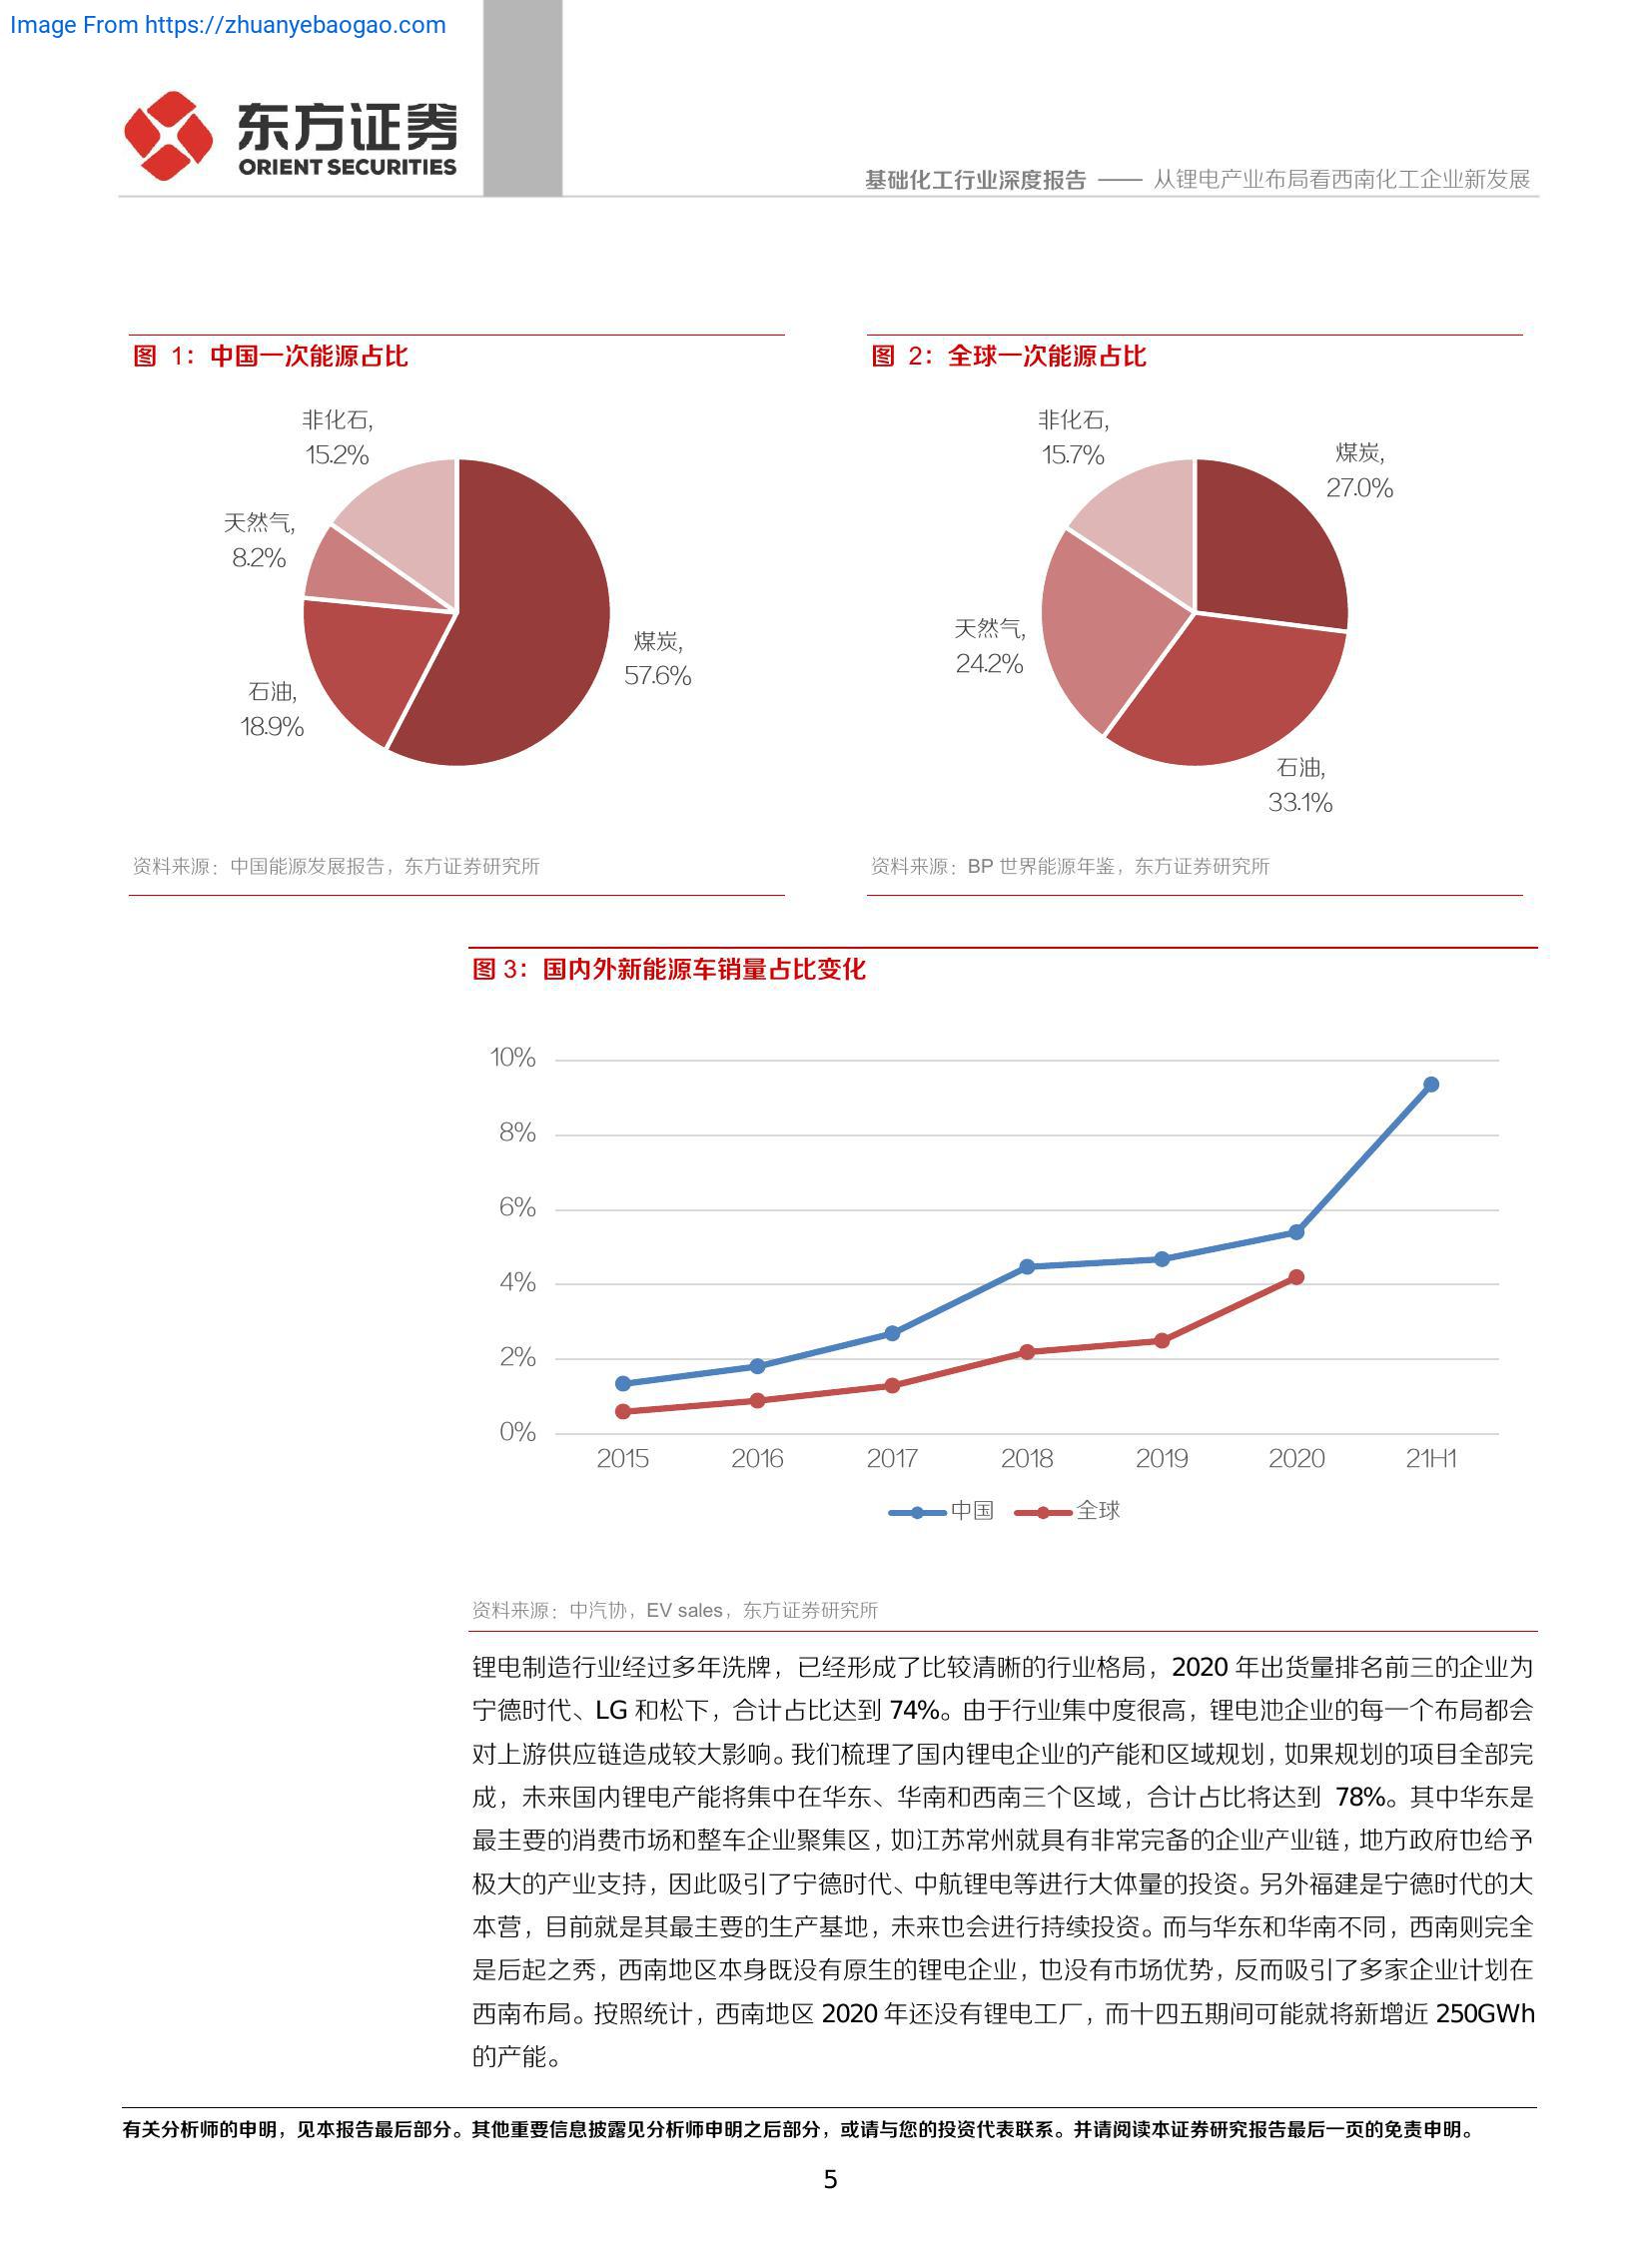 Image From https://zhuanyebaogao.com
东方证券
ORIENT SECURITIES
基础化工行业深度报告 —— 从锂电产业布局看西南化工企业新发展
图 1：中国一次能源占比
非化石,
15.2%
天然气,
8.2%
石油,
18.9%
煤炭,
57.6%
资料来源：中国能源发展报告，东方证券研究所
图 2：全球一次能源占比
非化石,
15.7%
煤炭,
27.0%
天然气,
24.2%
石油,
33.1%
资料来源：BP 世界能源年鉴，东方证券研究所
图 3：国内外新能源车销量占比变化
10%
8%
6%
4%
2%
0%
2015 2016 2017 2018 2019 2020 21H1
中国 全球
资料来源：中汽协，EV sales，东方证券研究所
锂电制造行业经过多年洗牌，已经形成了比较清晰的行业格局，2020 年出货量排名前三的企业为
宁德时代、LG 和松下，合计占比达到 74%。由于行业集中度很高，锂电池企业的每一个布局都会
对上游供应链造成较大影响。我们梳理了国内锂电企业的产能和区域规划，如果规划的项目全部完
成，未来国内锂电产能将集中在华东、华南和西南三个区域，合计占比将达到 78%。其中华东是
最主要的消费市场和整车企业聚集区，如江苏常州就具有非常完备的企业产业链，地方政府也给予
极大的产业支持，因此吸引了宁德时代、中航锂电等进行大体量的投资。另外福建是宁德时代的大
本营，目前就是其最主要的生产基地，未来也会进行持续投资。而与华东和华南不同，西南则完全
是后起之秀，西南地区本身既没有原生的锂电企业，也没有市场优势，反而吸引了多家企业计划在
西南布局。按照统计，西南地区 2020 年还没有锂电工厂，而十四五期间可能就将新增近 250GWh
的产能。
有关分析师的申明，见本报告最后部分。其他重要信息披露见分析师申明之后部分，或请与您的投资代表联系。并请阅读本证券研究报告最后一页的免责申明。
5